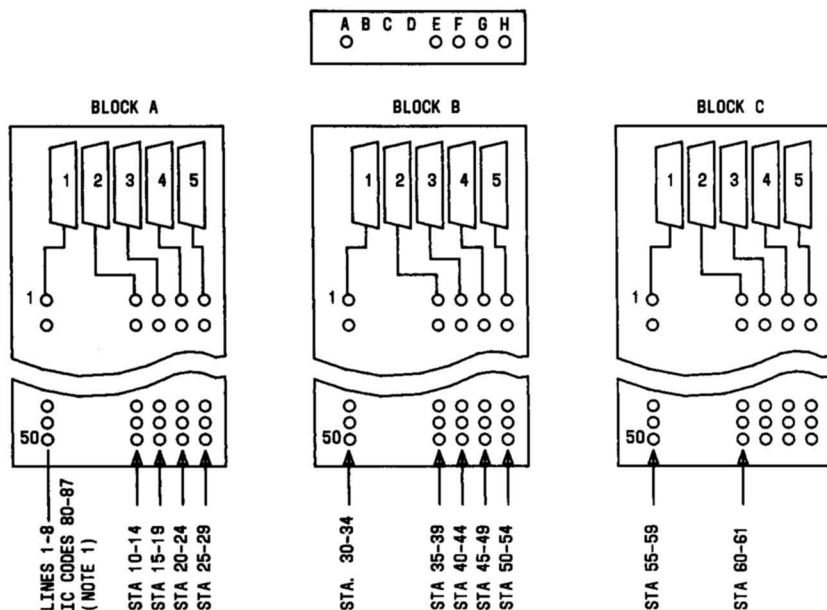 A B C D E F G H
BLOCK A
BLOCK B
BLOCK C
1 2 3 4 5
1 2 3 4 5
1 2 3 4 5
1
1
1
50
50
50
LINES 1-8
IC CODES 80-87
(NOTE 1)
STA 10-14
STA 15-19
STA 20-24
STA 25-29
STA. 30-34
STA 35-39
STA 40-44
STA 45-49
STA 50-54
STA 55-59
STA 60-61